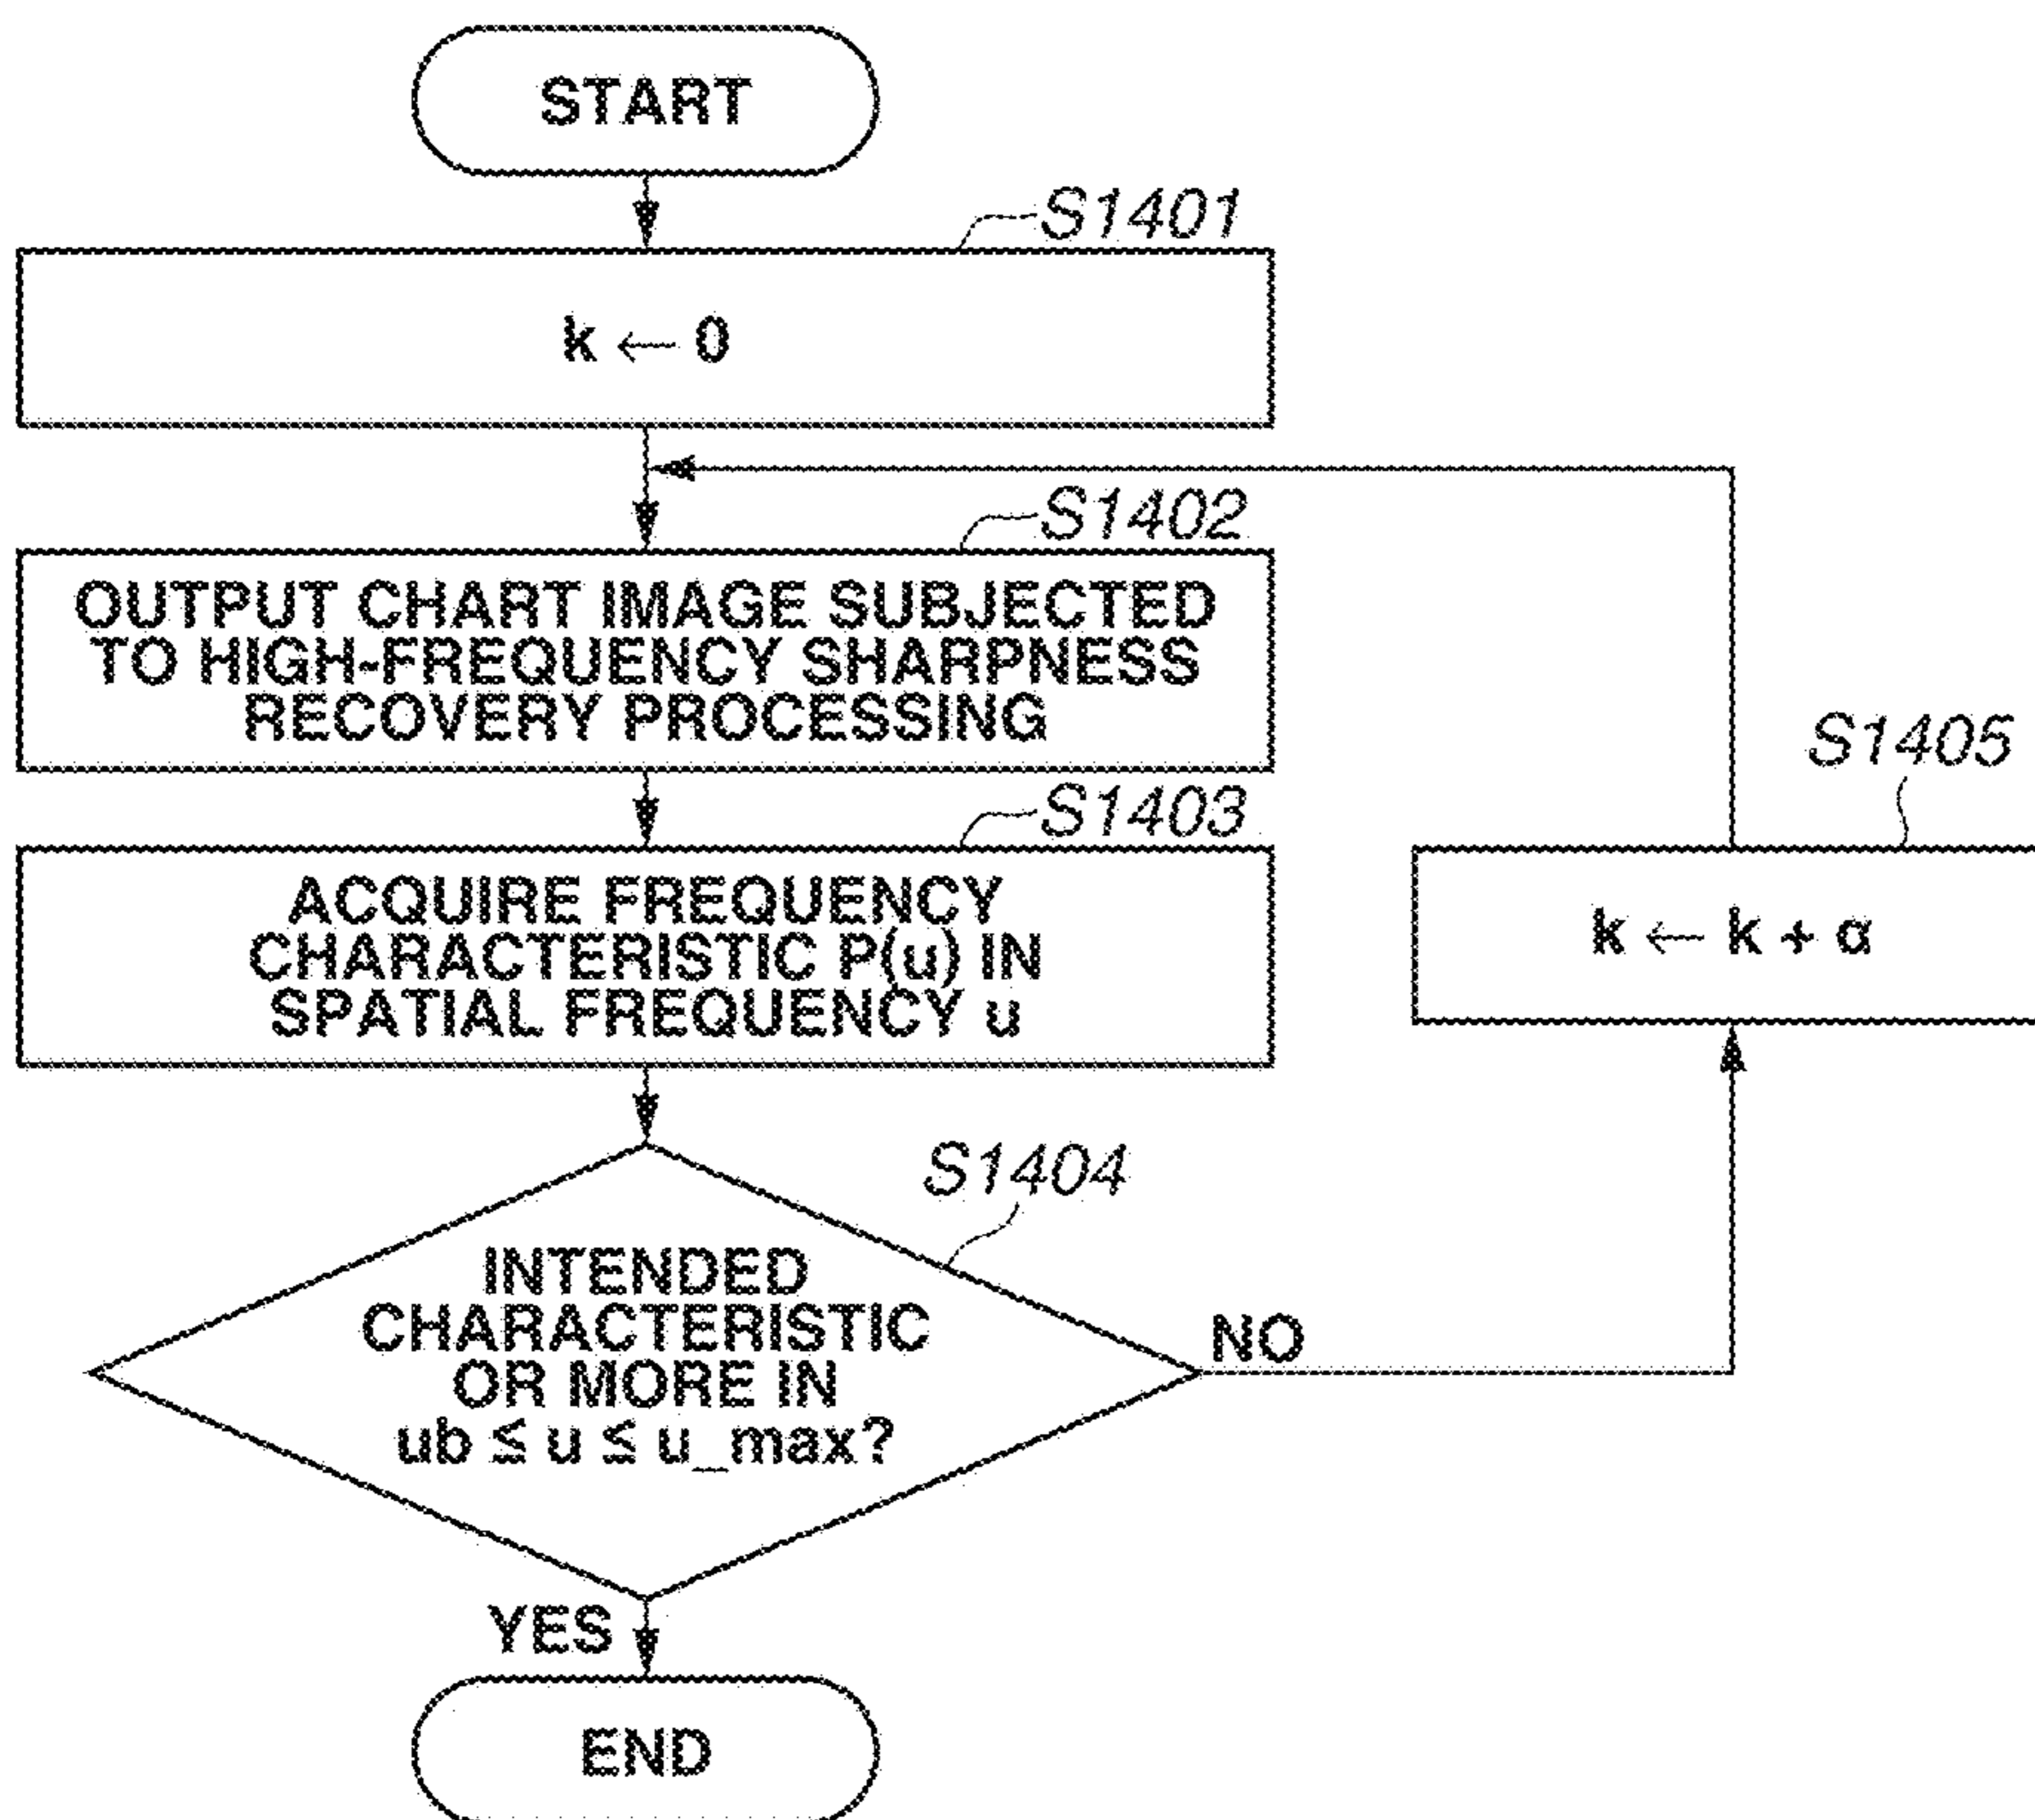 START
S1401
k ← 0
S1402
OUTPUT CHART IMAGE SUBJECTED
TO HIGH-FREQUENCY SHARPNESS
RECOVERY PROCESSING
S1403
ACQUIRE FREQUENCY
CHARACTERISTIC P(u) IN
SPATIAL FREQUENCY u
S1405
k ← k + α
S1404
INTENDED
CHARACTERISTIC
OR MORE IN
ub ≤ u ≤ u_max?
NO
YES
END